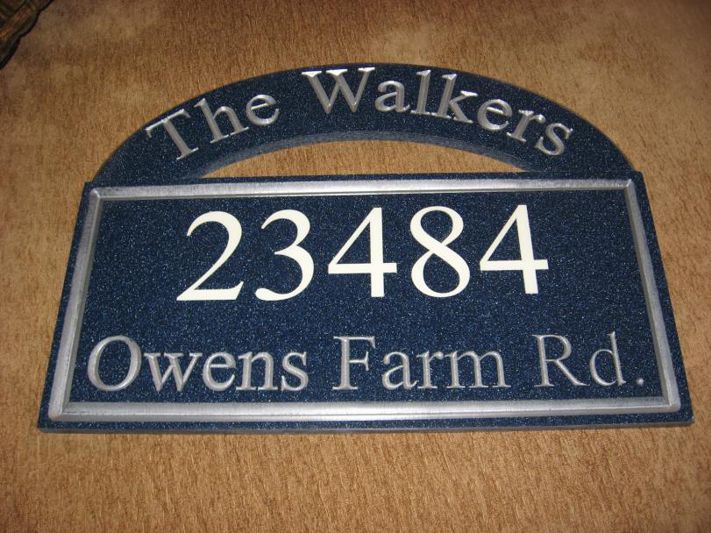 The Walkers
23484
Owens Farm Rd.